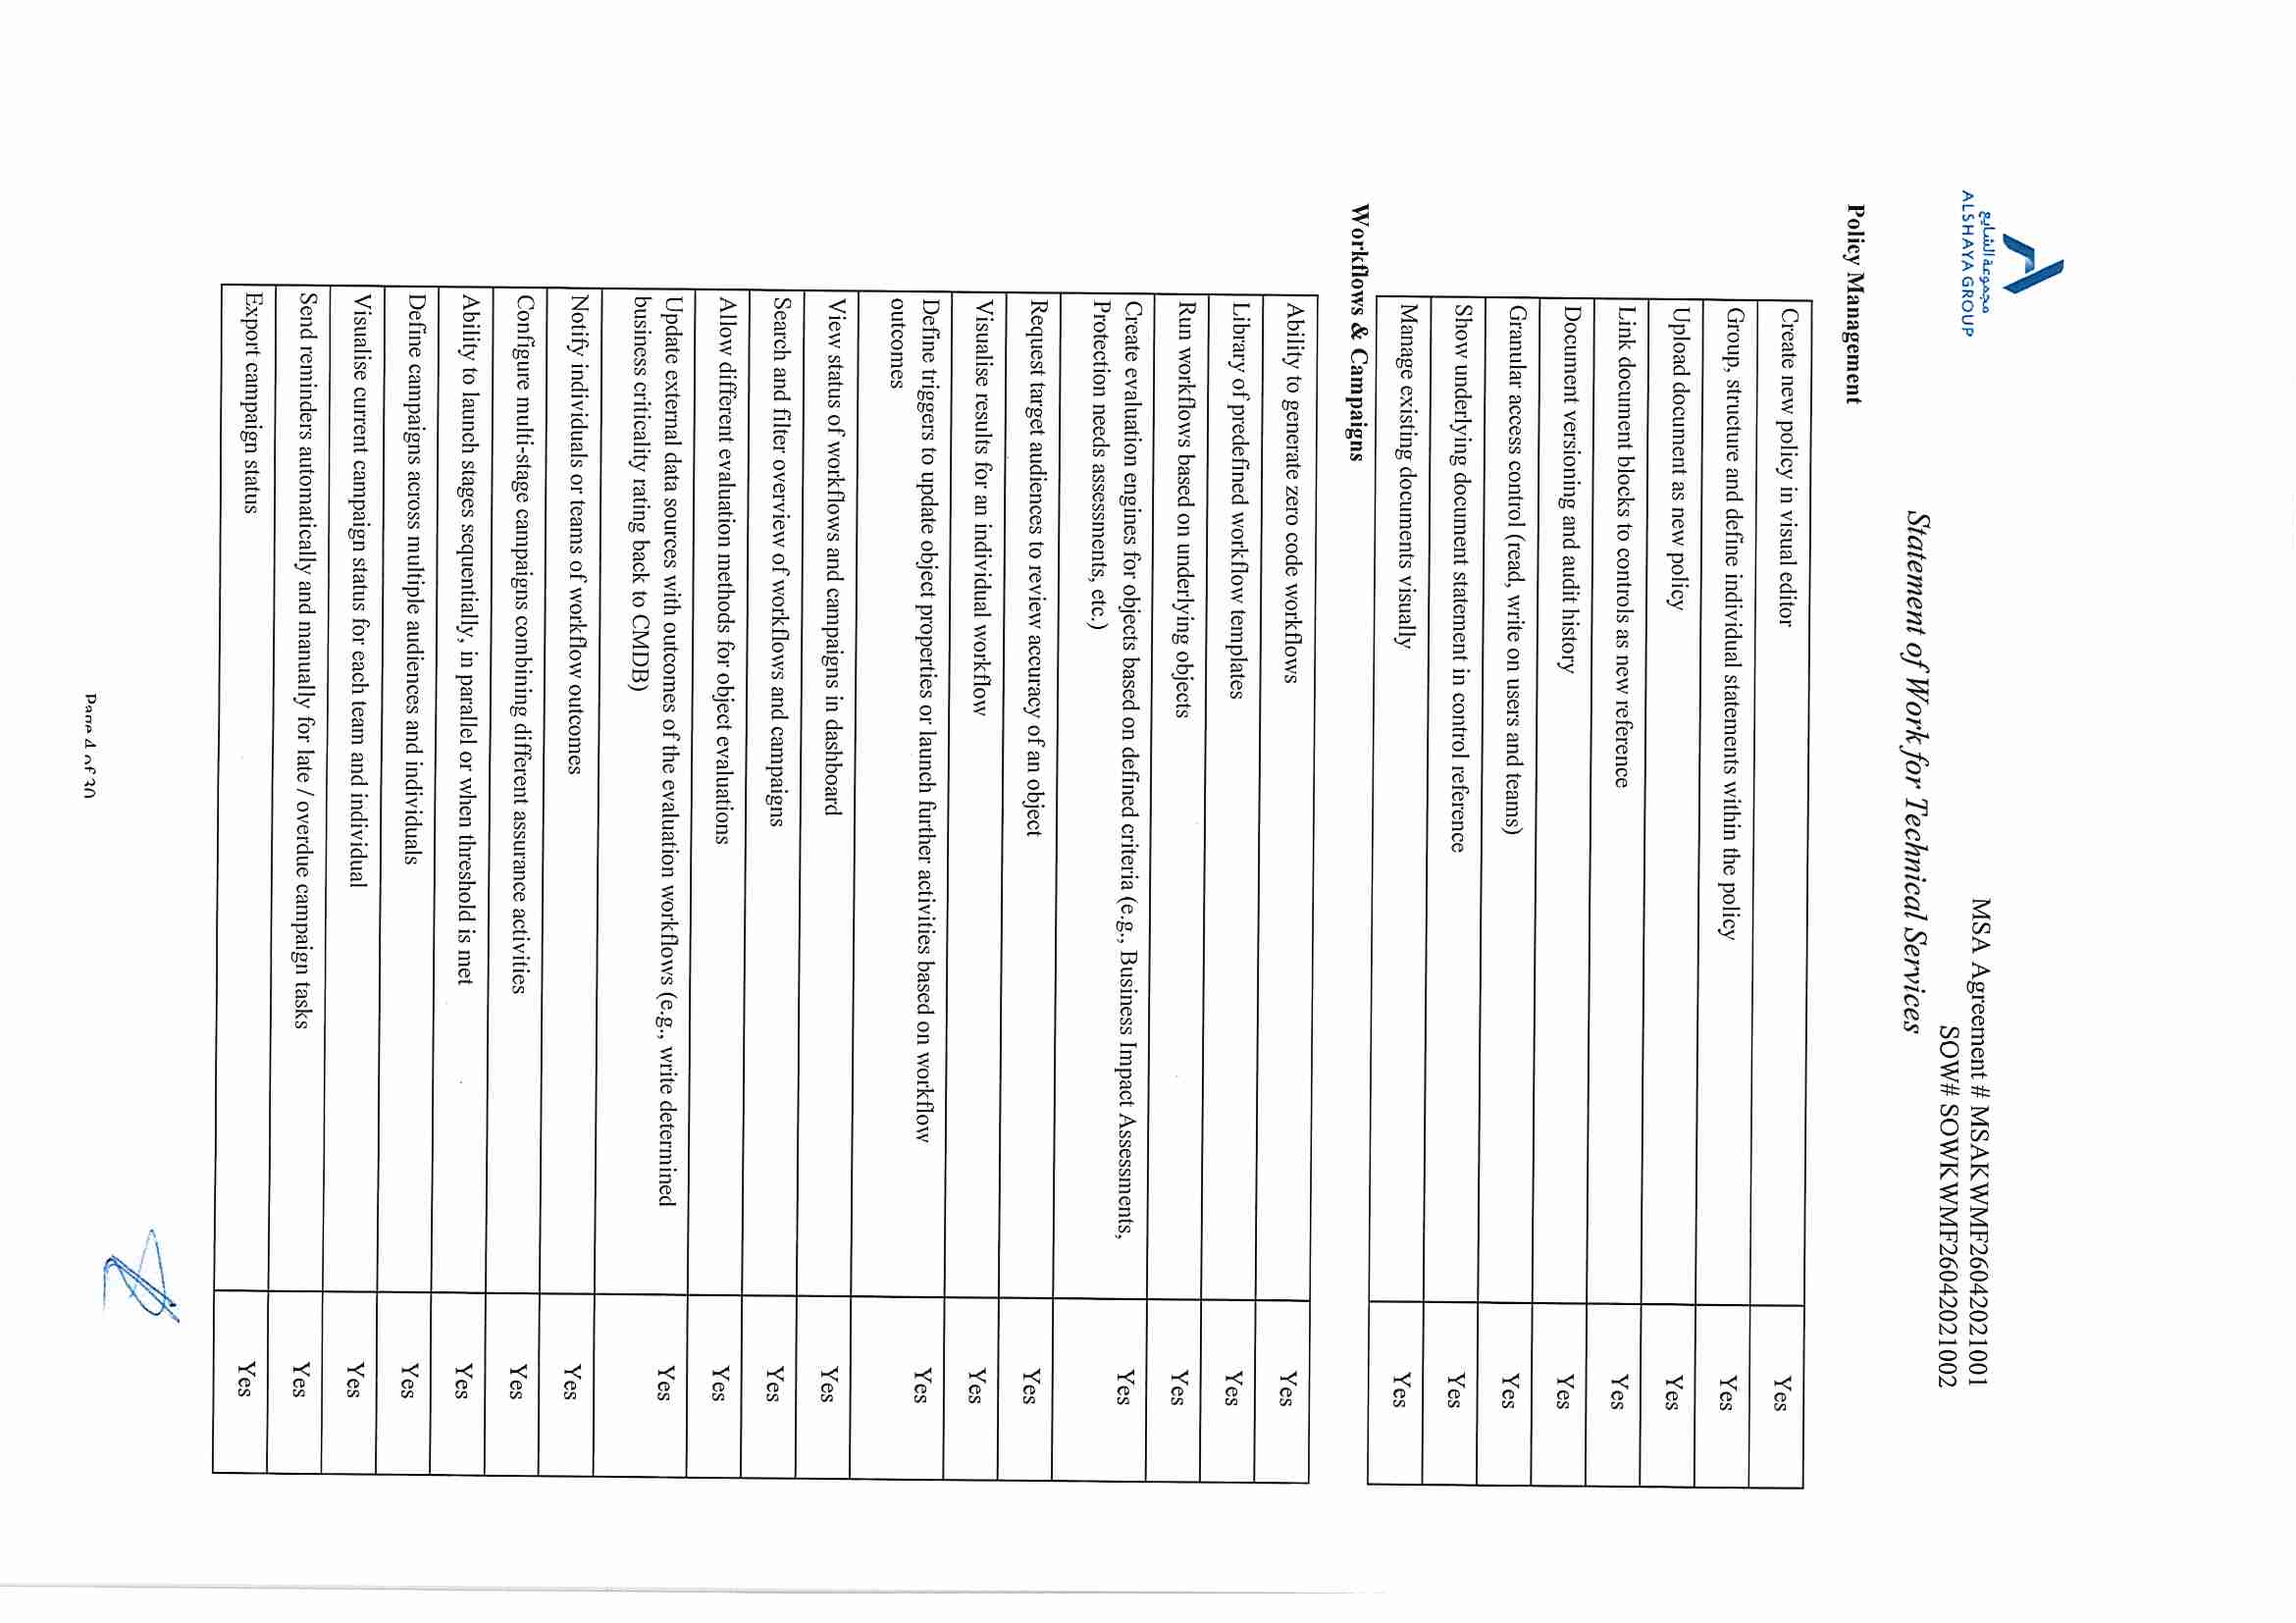 مجموعة الشايع
ALSHAYA GROUP
MSA Agreement # MSAKWMF26042021001
SOW# SOWKWMF26042021002
Statement of Work for Technical Services
Policy Management
Create new policy in visual editor Yes
Group, structure and define individual statements within the policy Yes
Upload document as new policy Yes
Link document blocks to controls as new reference Yes
Document versioning and audit history Yes
Granular access control (read, write on users and teams) Yes
Show underlying document statement in control reference Yes
Manage existing documents visually Yes
Workflows & Campaigns
Ability to generate zero code workflows Yes
Library of predefined workflow templates Yes
Run workflows based on underlying objects Yes
Create evaluation engines for objects based on defined criteria (e.g., Business Impact Assessments, Yes
Protection needs assessments, etc.)
Request target audiences to review accuracy of an object Yes
Visualise results for an individual workflow Yes
Define triggers to update object properties or launch further activities based on workflow Yes
outcomes
View status of workflows and campaigns in dashboard Yes
Search and filter overview of workflows and campaigns Yes
Allow different evaluation methods for object evaluations Yes
Update external data sources with outcomes of the evaluation workflows (e.g., write determined Yes
business criticality rating back to CMDB)
Notify individuals or teams of workflow outcomes Yes
Configure multi-stage campaigns combining different assurance activities Yes
Ability to launch stages sequentially, in parallel or when threshold is met Yes
Define campaigns across multiple audiences and individuals Yes
Visualise current campaign status for each team and individual Yes
Send reminders automatically and manually for late / overdue campaign tasks Yes
Export campaign status Yes
Page 4 of 30